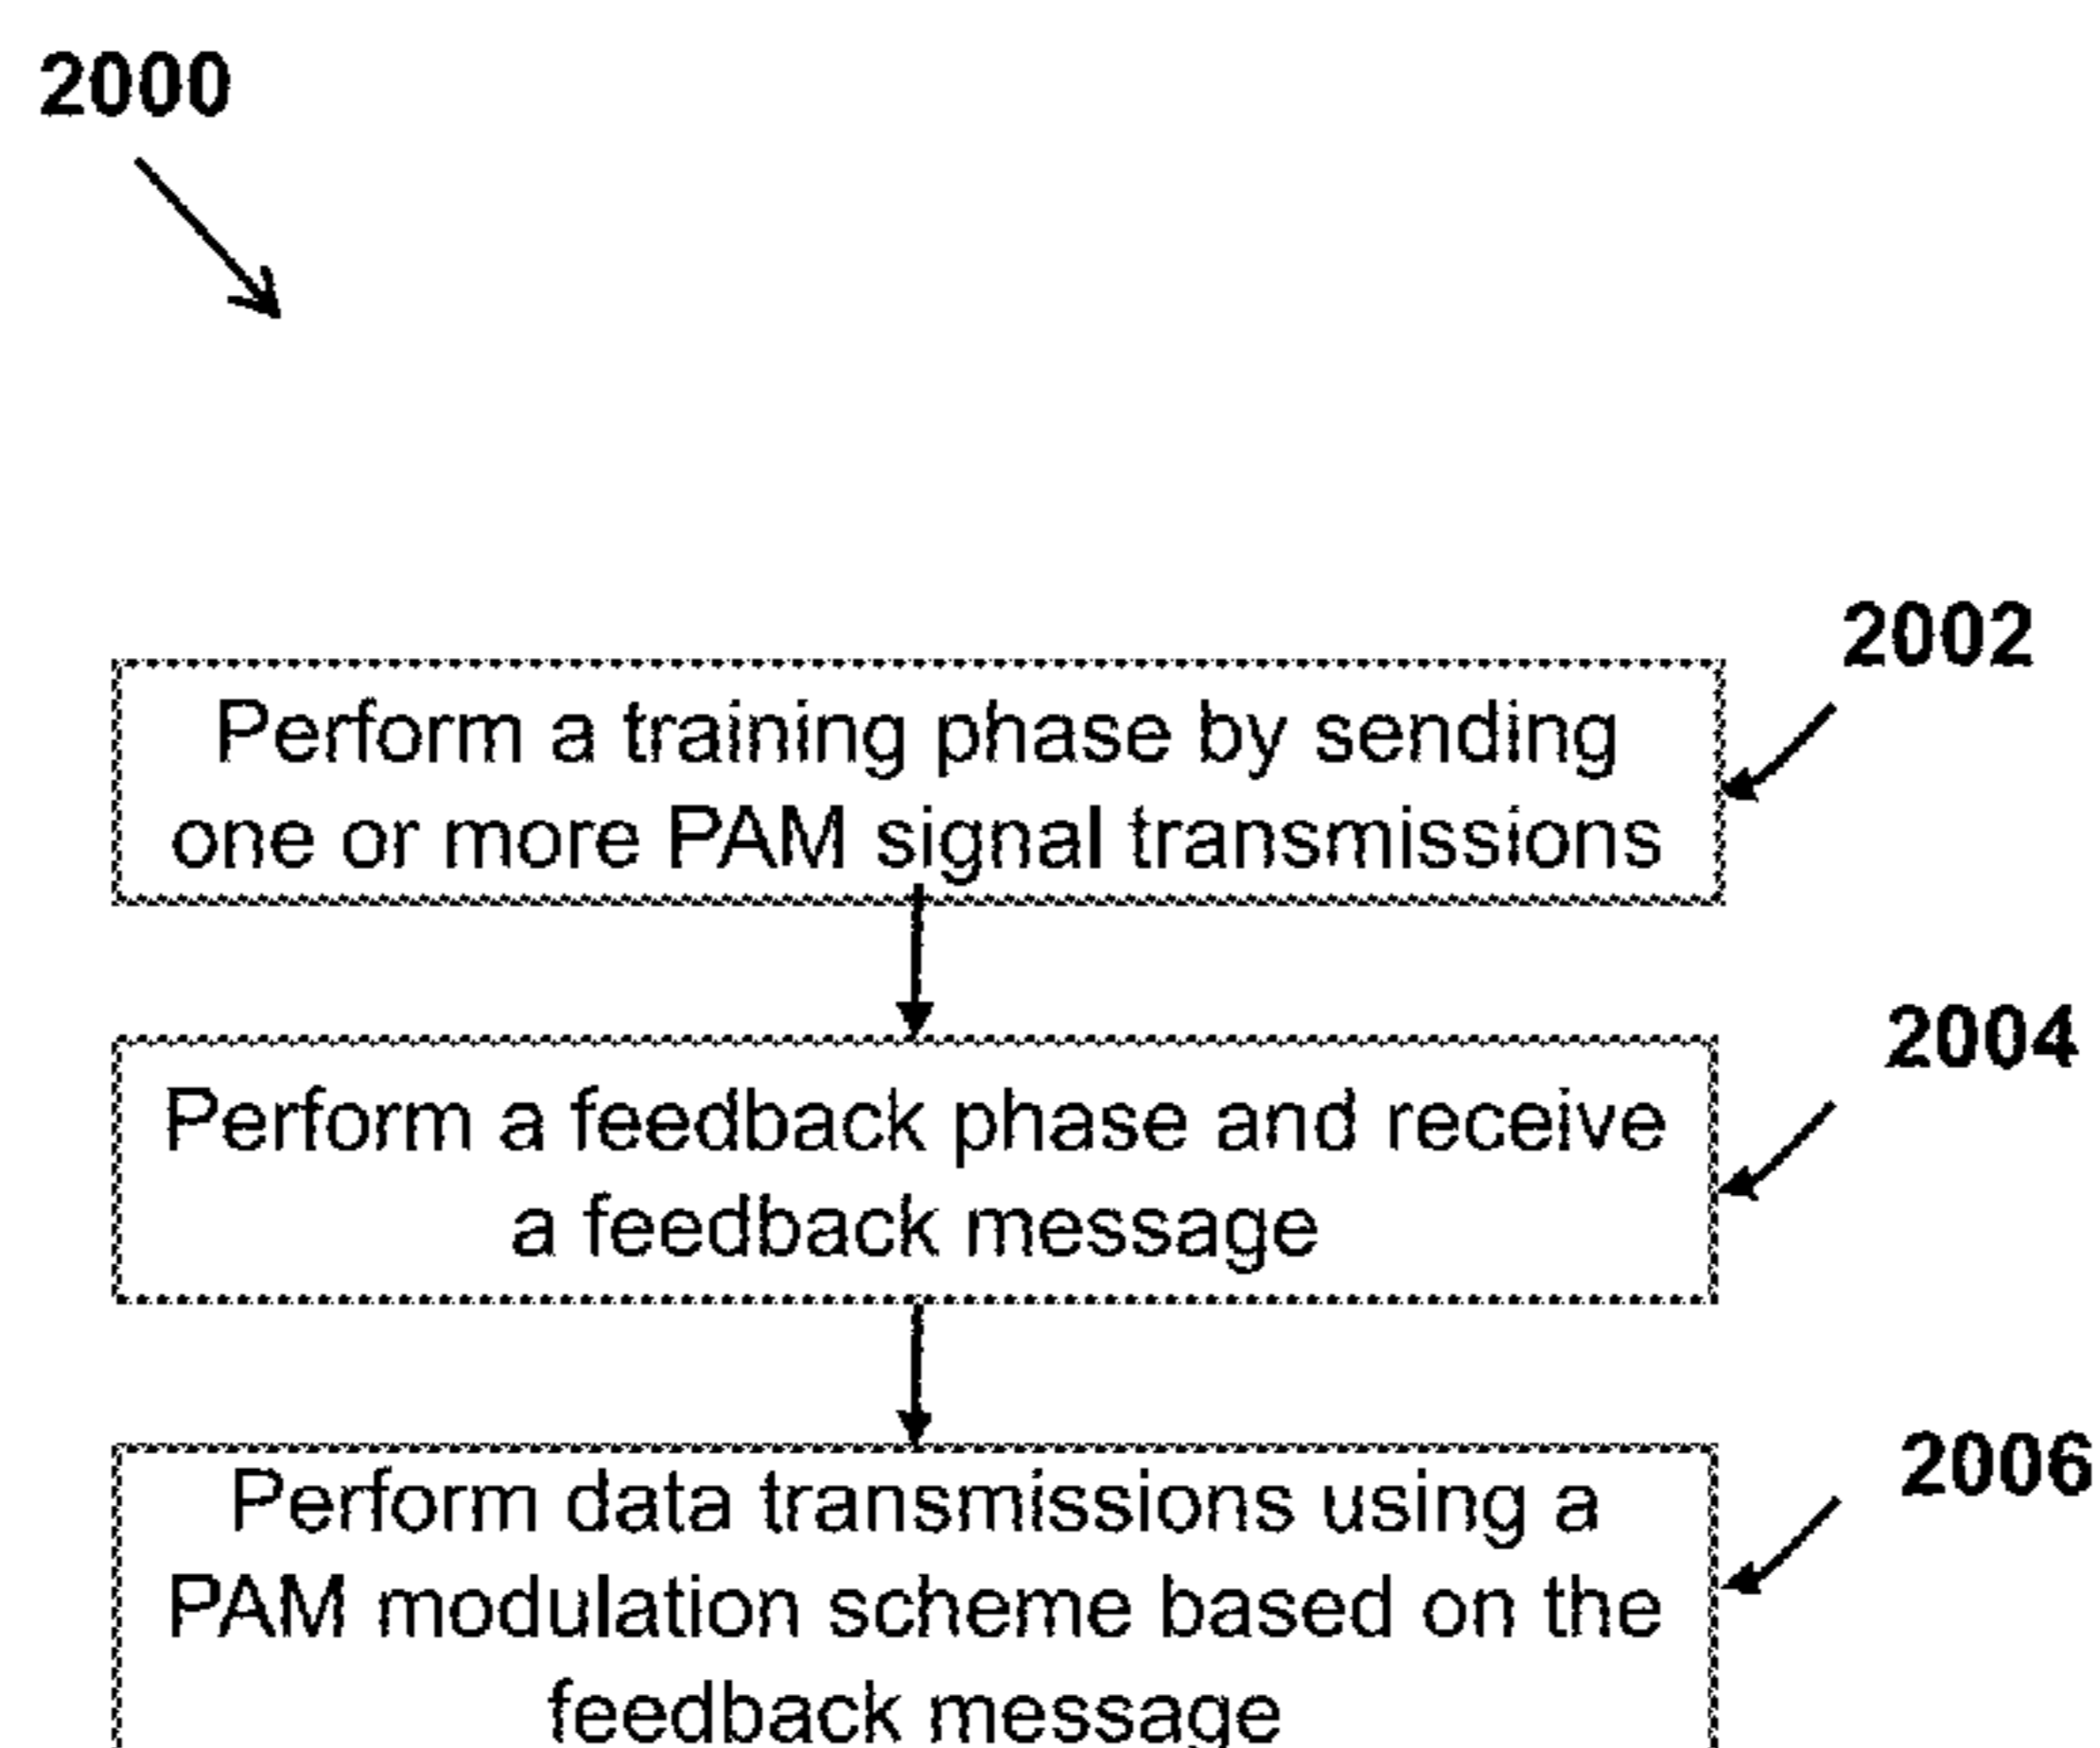 2000
2002
Perform a training phase by sending
one or more PAM signal transmissions
2004
Perform a feedback phase and receive
a feedback message
2006
Perform data transmissions using a
PAM modulation scheme based on the
feedback message